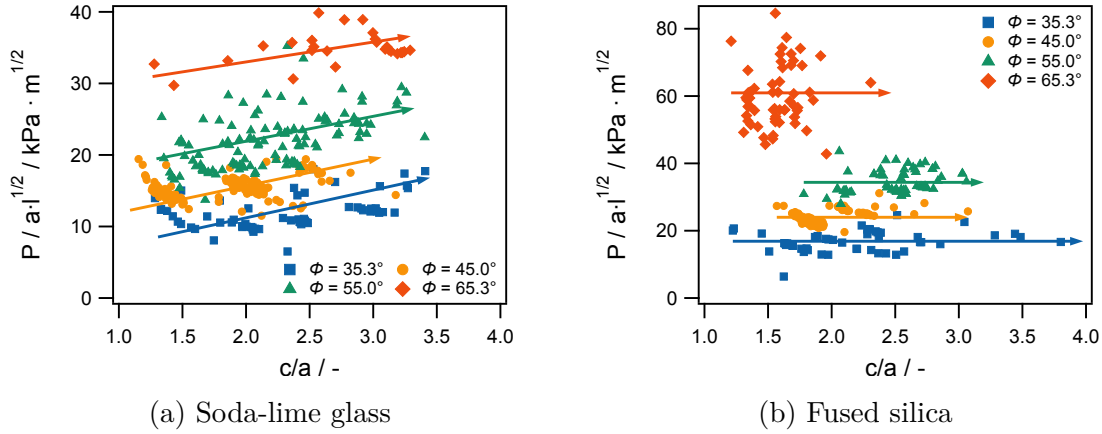 40
30
20
10
0
P / a·l^1/2 / kPa · m^1/2
1.0 1.5 2.0 2.5 3.0 3.5 4.0
c/a / -
Φ = 35.3° Φ = 45.0°
Φ = 55.0° Φ = 65.3°
(a) Soda-lime glass
80
60
40
20
0
P / a·l^1/2 / kPa · m^1/2
1.0 1.5 2.0 2.5 3.0 3.5 4.0
c/a / -
Φ = 35.3°
Φ = 45.0°
Φ = 55.0°
Φ = 65.3°
(b) Fused silica